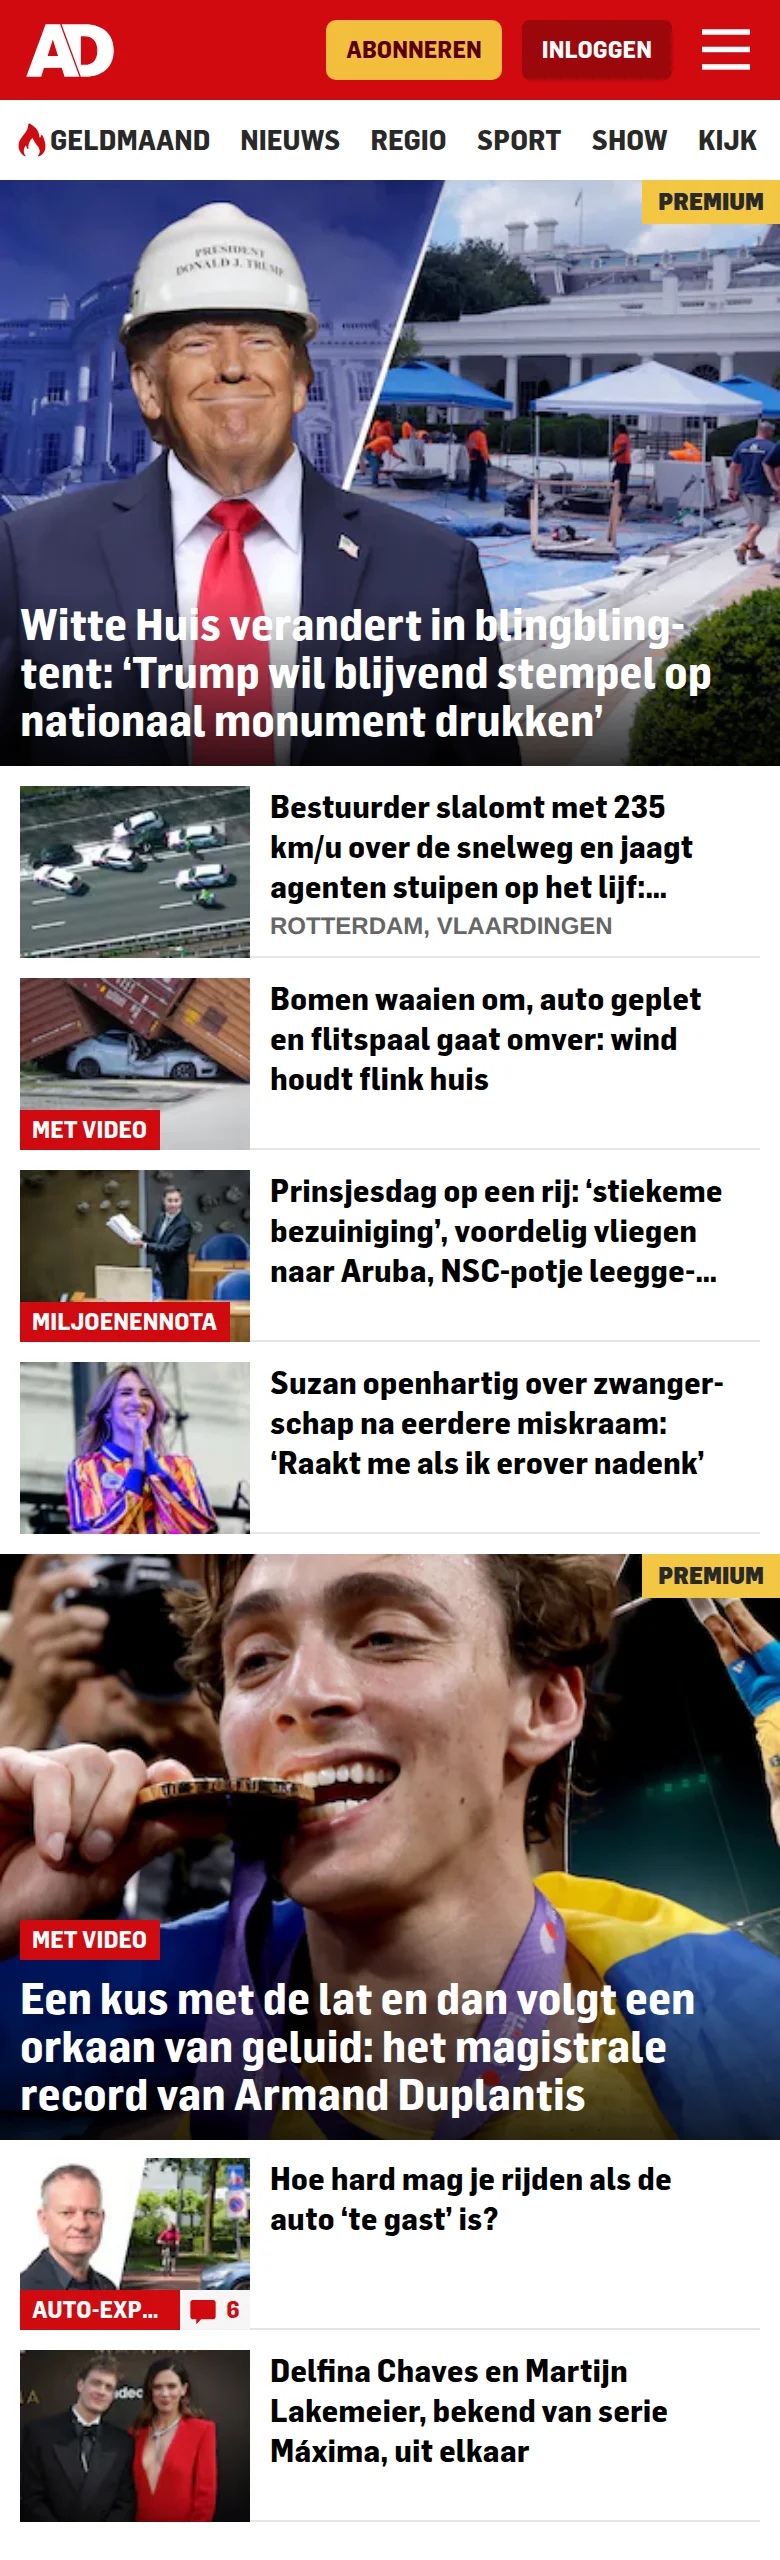 AD
ABONNEREN
INLOGGEN
GELDMAAND NIEUWS REGIO SPORT SHOW KIJK
PREMIUM
PRESIDENT
DONALD J. TRUMP
Witte Huis verandert in blingbling-
tent: ‘Trump wil blijvend stempel op
nationaal monument drukken’
Bestuurder slalomt met 235
km/u over de snelweg en jaagt
agenten stuipen op het lijf:...
ROTTERDAM, VLAARDINGEN
Bomen waaien om, auto geplet
en flitspaal gaat omver: wind
houdt flink huis
MET VIDEO
Prinsjesdag op een rij: ‘stiekeme
bezuiniging’, voordelig vliegen
naar Aruba, NSC-potje leegge-...
MILJOENENNOTA
Suzan openhartig over zwanger-
schap na eerdere miskraam:
‘Raakt me als ik erover nadenk’
PREMIUM
MET VIDEO
Een kus met de lat en dan volgt een
orkaan van geluid: het magistrale
record van Armand Duplantis
Hoe hard mag je rijden als de
auto ‘te gast’ is?
AUTO-EXP...
6
Delfina Chaves en Martijn
Lakemeier, bekend van serie
Máxima, uit elkaar